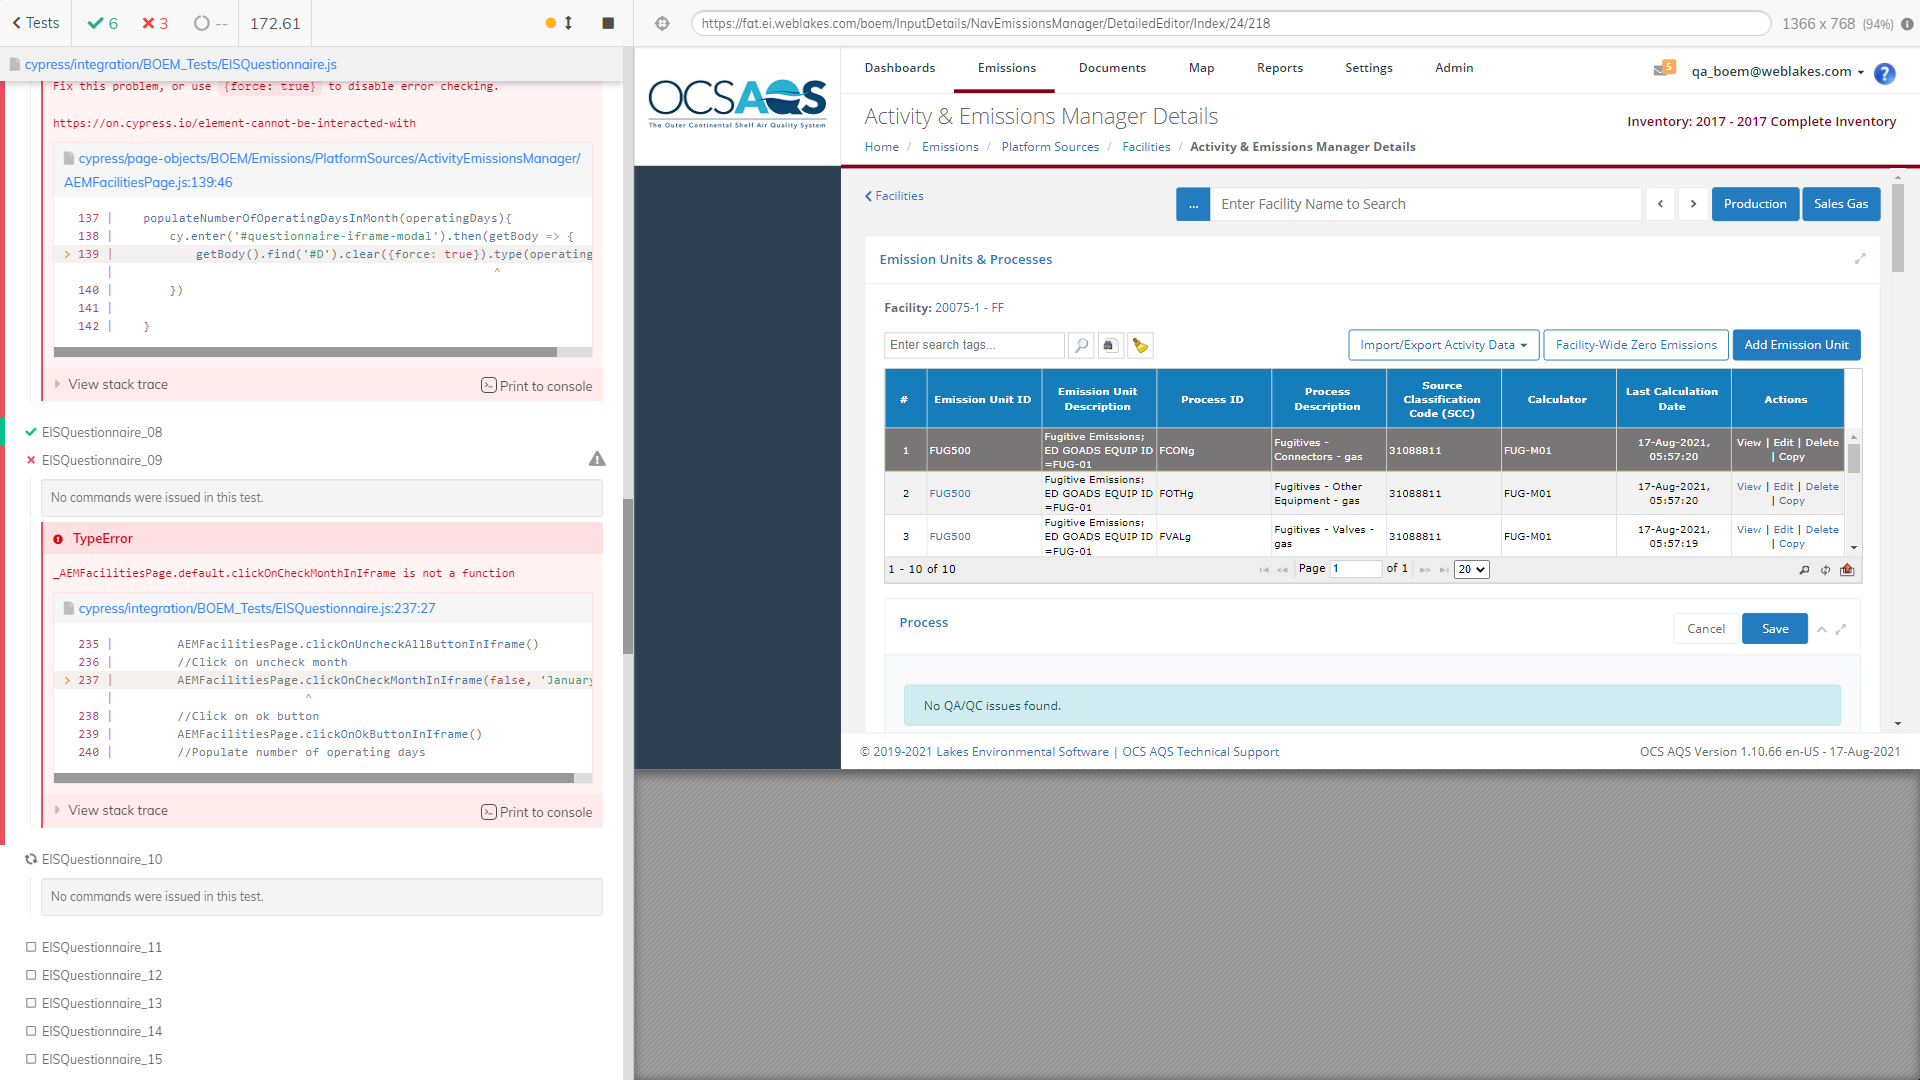 Tests
6
3
--
172.61
https://fat.ei.weblakes.com/boem/InputDetails/NavEmissionsManager/DetailedEditor/Index/24/218
1366 x 768 (94%)
cypress/integration/BOEM_Tests/EISQuestionnaire.js
Fix this problem, or use {force: true} to disable error checking.
https://on.cypress.io/element-cannot-be-interacted-with
cypress/page-objects/BOEM/Emissions/PlatformSources/ActivityEmissionsManager/
AEMFacilitiesPage.js:139:46
137 | populateNumberOfOperatingDaysInMonth(operatingDays){
138 | cy.enter('#questionnaire-iframe-modal').then(getBody => {
> 139 | getBody().find('#D').clear({force: true}).type(operating
| ^
140 | })
141 |
142 | }
View stack trace
Print to console
EISQuestionnaire_08
EISQuestionnaire_09
No commands were issued in this test.
TypeError
_AEMFacilitiesPage.default.clickOnCheckMonthInIframe is not a function
cypress/integration/BOEM_Tests/EISQuestionnaire.js:237:27
235 | AEMFacilitiesPage.clickOnUncheckAllButtonInIframe()
236 | //Click on uncheck month
> 237 | AEMFacilitiesPage.clickOnCheckMonthInIframe(false, 'January
| ^
238 | //Click on ok button
239 | AEMFacilitiesPage.clickOnOkButtonInIframe()
240 | //Populate number of operating days
View stack trace
Print to console
EISQuestionnaire_10
No commands were issued in this test.
EISQuestionnaire_11
EISQuestionnaire_12
EISQuestionnaire_13
EISQuestionnaire_14
EISQuestionnaire_15
OCSAQS
The Outer Continental Shelf Air Quality System
Dashboards
Emissions
Documents
Map
Reports
Settings
Admin
5
qa_boem@weblakes.com
?
Activity & Emissions Manager Details
Inventory: 2017 - 2017 Complete Inventory
Home / Emissions / Platform Sources / Facilities / Activity & Emissions Manager Details
Facilities
...
Enter Facility Name to Search
Production
Sales Gas
Emission Units & Processes
Facility: 20075-1 - FF
Enter search tags...
Import/Export Activity Data
Facility-Wide Zero Emissions
Add Emission Unit
# Emission Unit ID Emission Unit Description Process ID Process Description Source Classification Code (SCC) Calculator Last Calculation Date Actions
1 FUG500 Fugitive Emissions; ED GOADS EQUIP ID =FUG-01 FCONg Fugitives - Connectors - gas 31088811 FUG-M01 17-Aug-2021, 05:57:20 View | Edit | Delete | Copy
2 FUG500 Fugitive Emissions; ED GOADS EQUIP ID =FUG-01 FOTHg Fugitives - Other Equipment - gas 31088811 FUG-M01 17-Aug-2021, 05:57:20 View | Edit | Delete | Copy
3 FUG500 Fugitive Emissions; ED GOADS EQUIP ID =FUG-01 FVALg Fugitives - Valves - gas 31088811 FUG-M01 17-Aug-2021, 05:57:19 View | Edit | Delete | Copy
1 - 10 of 10
Page 1 of 1
20
Process
Cancel
Save
No QA/QC issues found.
© 2019-2021 Lakes Environmental Software | OCS AQS Technical Support
OCS AQS Version 1.10.66 en-US - 17-Aug-2021